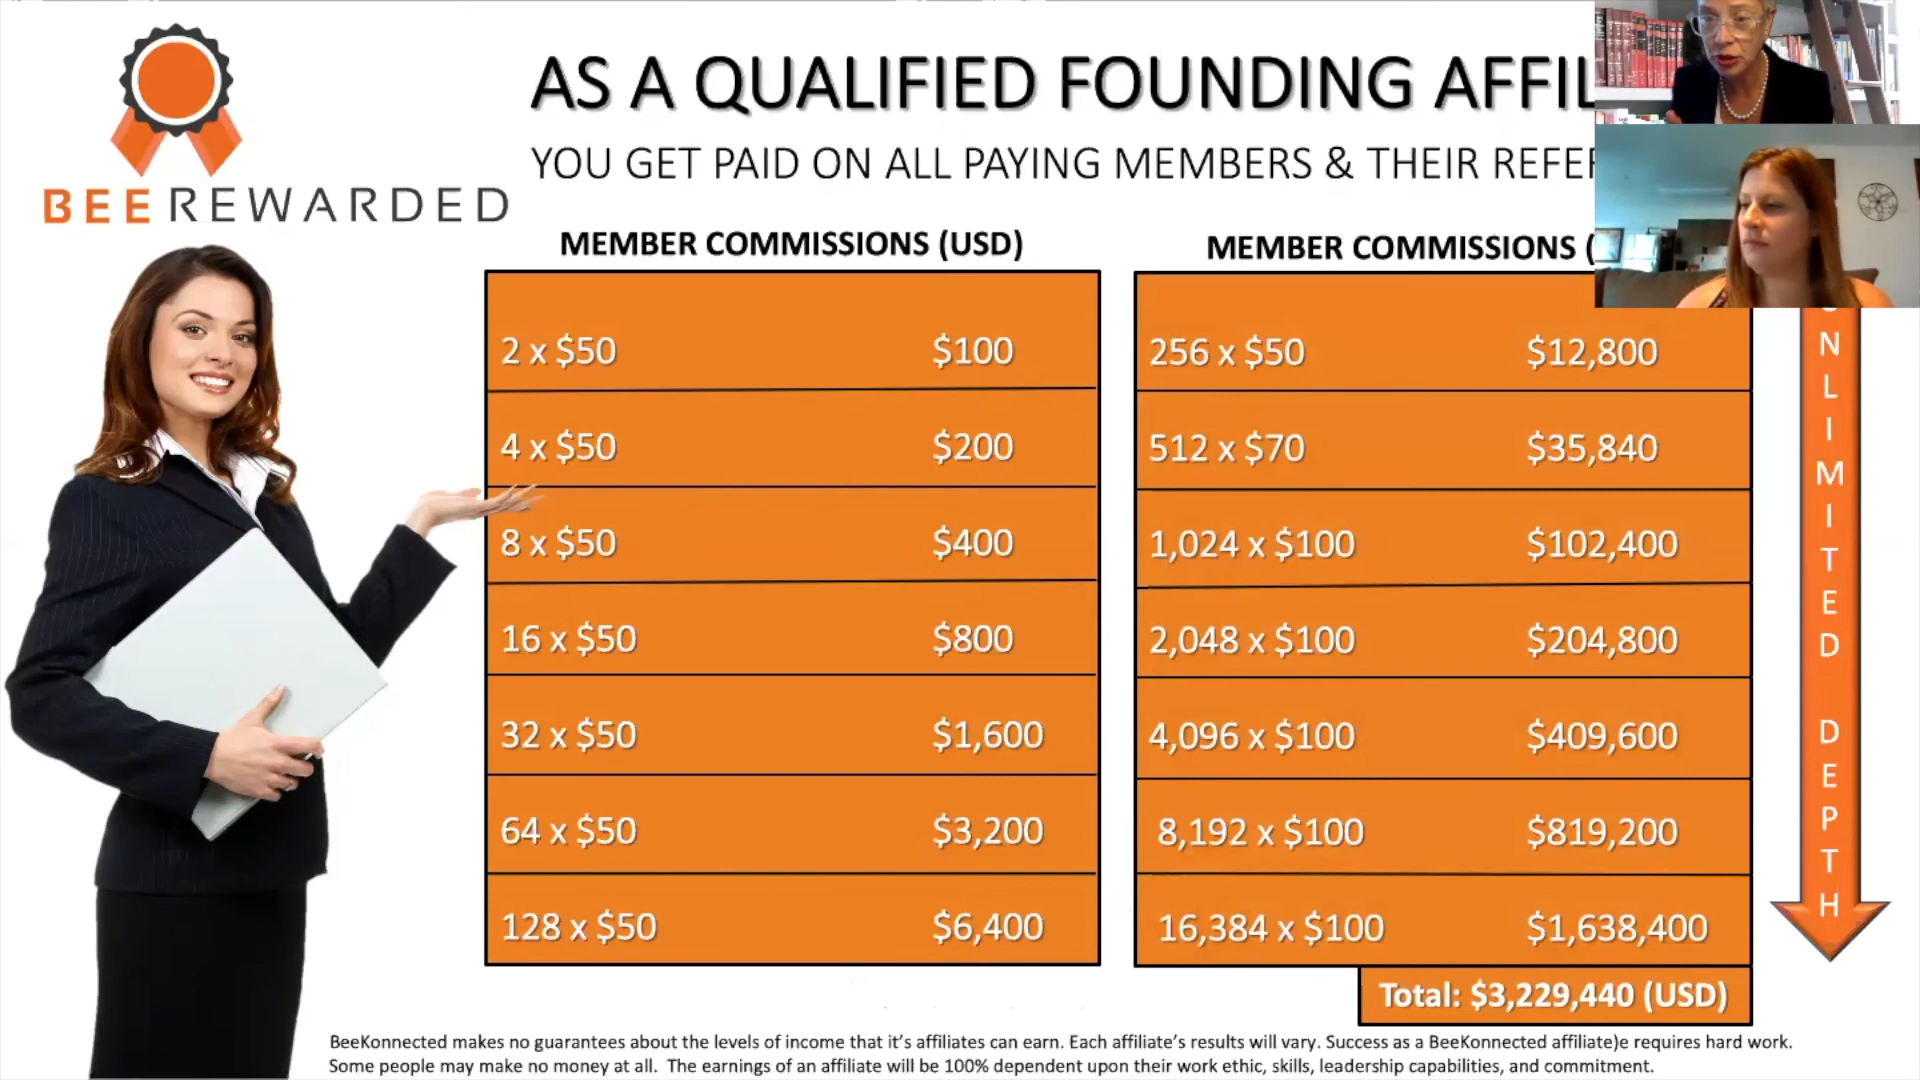 BEEREWARDED
AS A QUALIFIED FOUNDING AFFIL
YOU GET PAID ON ALL PAYING MEMBERS & THEIR REFER
MEMBER COMMISSIONS (USD)
2 x $50 $100
4 x $50 $200
8 x $50 $400
16 x $50 $800
32 x $50 $1,600
64 x $50 $3,200
128 x $50 $6,400
MEMBER COMMISSIONS (
256 x $50 $12,800
512 x $70 $35,840
1,024 x $100 $102,400
2,048 x $100 $204,800
4,096 x $100 $409,600
8,192 x $100 $819,200
16,384 x $100 $1,638,400
Total: $3,229,440 (USD)
UNLIMITED DEPTH
BeeKonnected makes no guarantees about the levels of income that it's affiliates can earn. Each affiliate's results will vary. Success as a BeeKonnected affiliate)e requires hard work.
Some people may make no money at all. The earnings of an affiliate will be 100% dependent upon their work ethic, skills, leadership capabilities, and commitment.